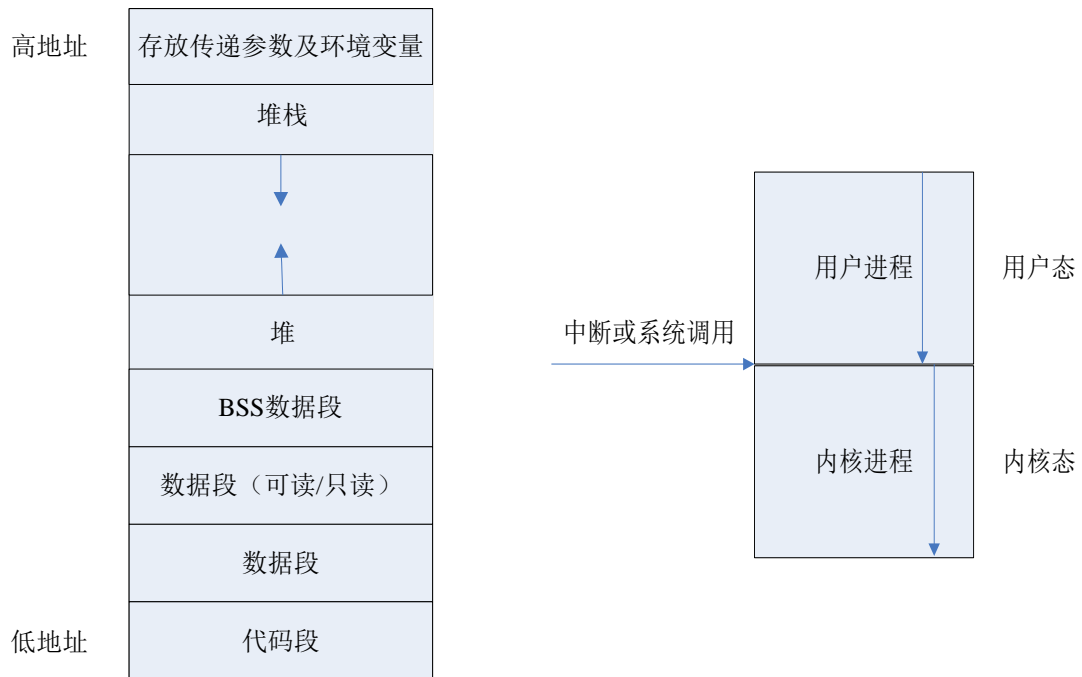 高地址
存放传递参数及环境变量
堆栈
堆
BSS数据段
数据段（可读/只读）
数据段
低地址
代码段
中断或系统调用
用户进程
用户态
内核进程
内核态